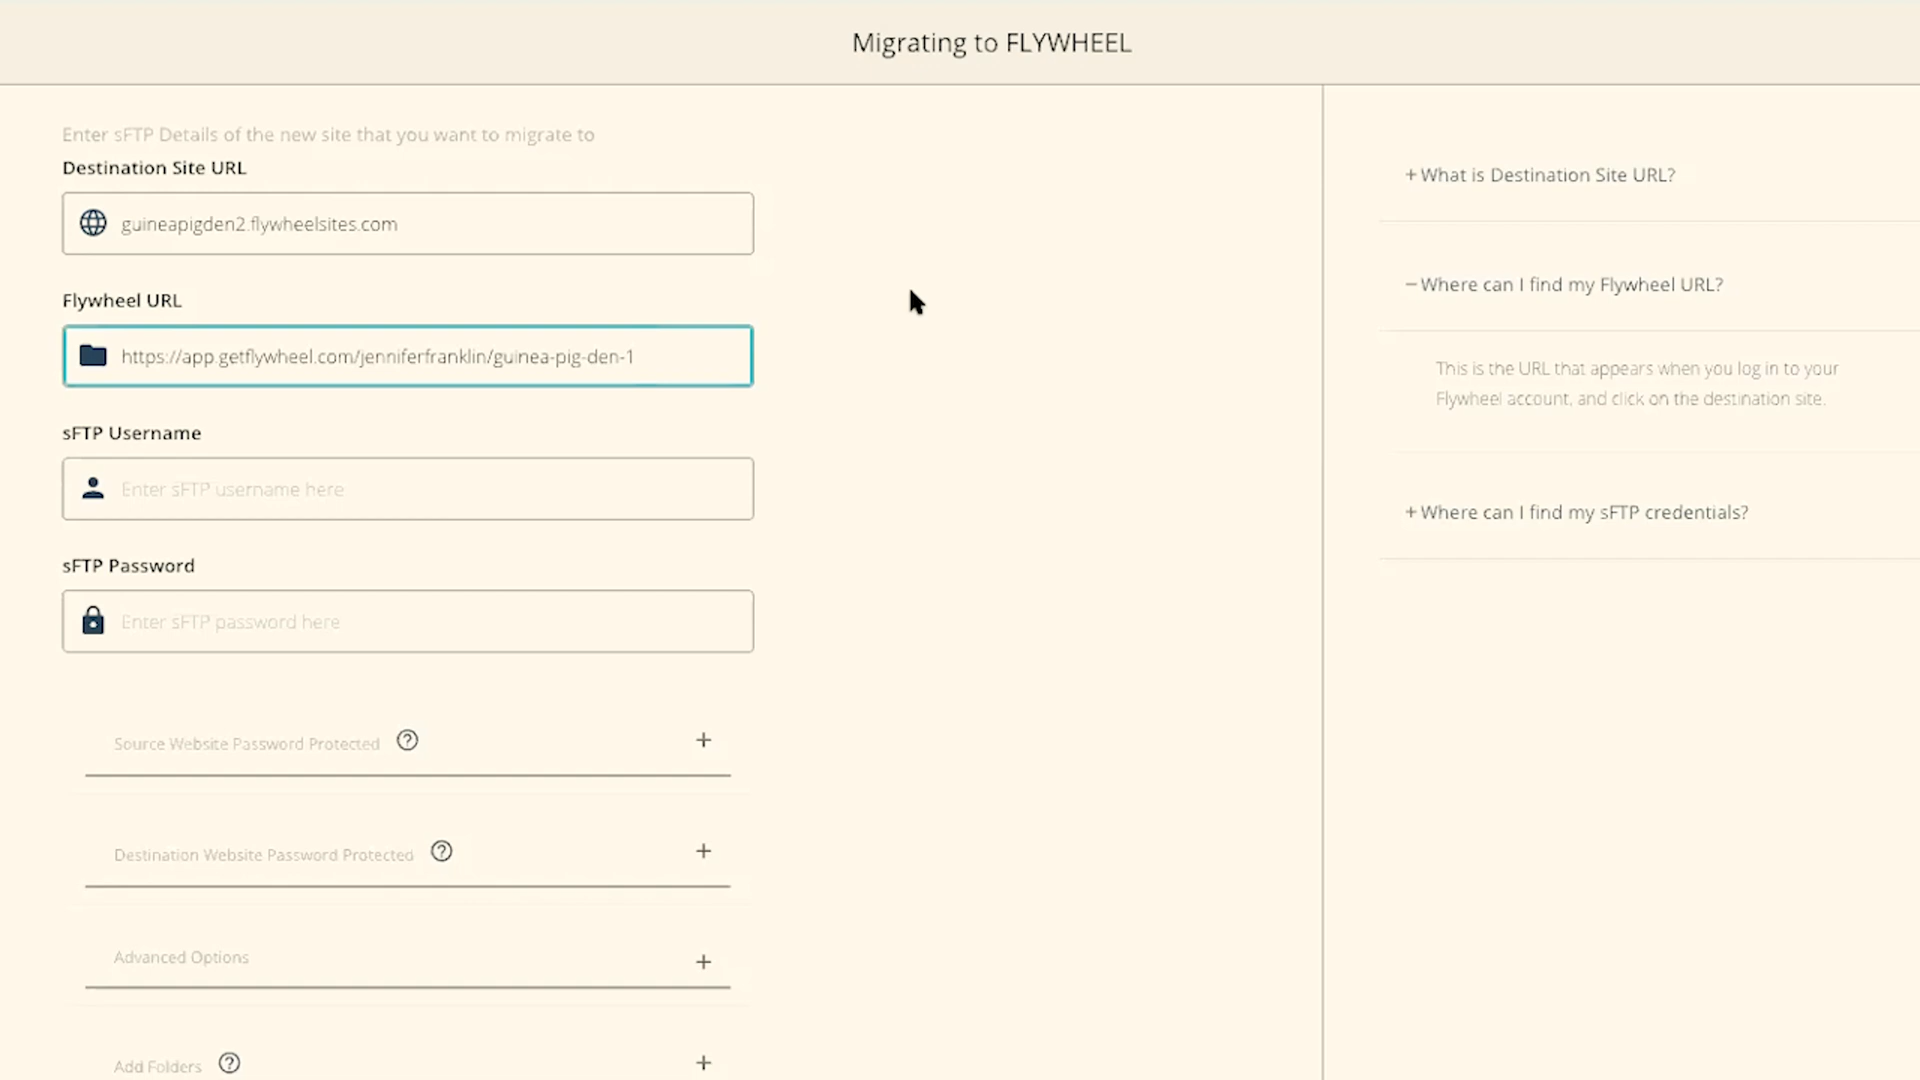 Migrating to FLYWHEEL
Enter sFTP Details of the new site that you want to migrate to
Destination Site URL
guineapigden2.flywheelsites.com
Flywheel URL
https://app.getflywheel.com/jenniferfranklin/guinea-pig-den-1
sFTP Username
Enter sFTP username here
sFTP Password
Enter sFTP password here
Source Website Password Protected ? +
Destination Website Password Protected ? +
Advanced Options +
Add Folders ? +
+ What is Destination Site URL?
– Where can I find my Flywheel URL?
This is the URL that appears when you log in to your
Flywheel account, and click on the destination site.
+ Where can I find my sFTP credentials?